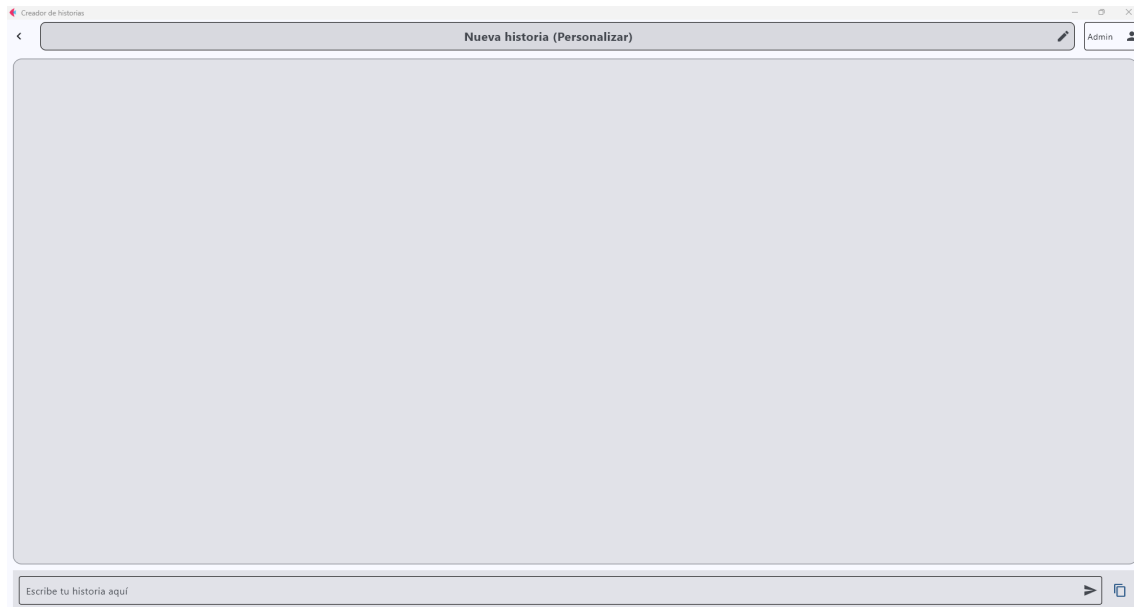 Creador de historias
Nueva historia (Personalizar)
Admin
Escribe tu historia aquí